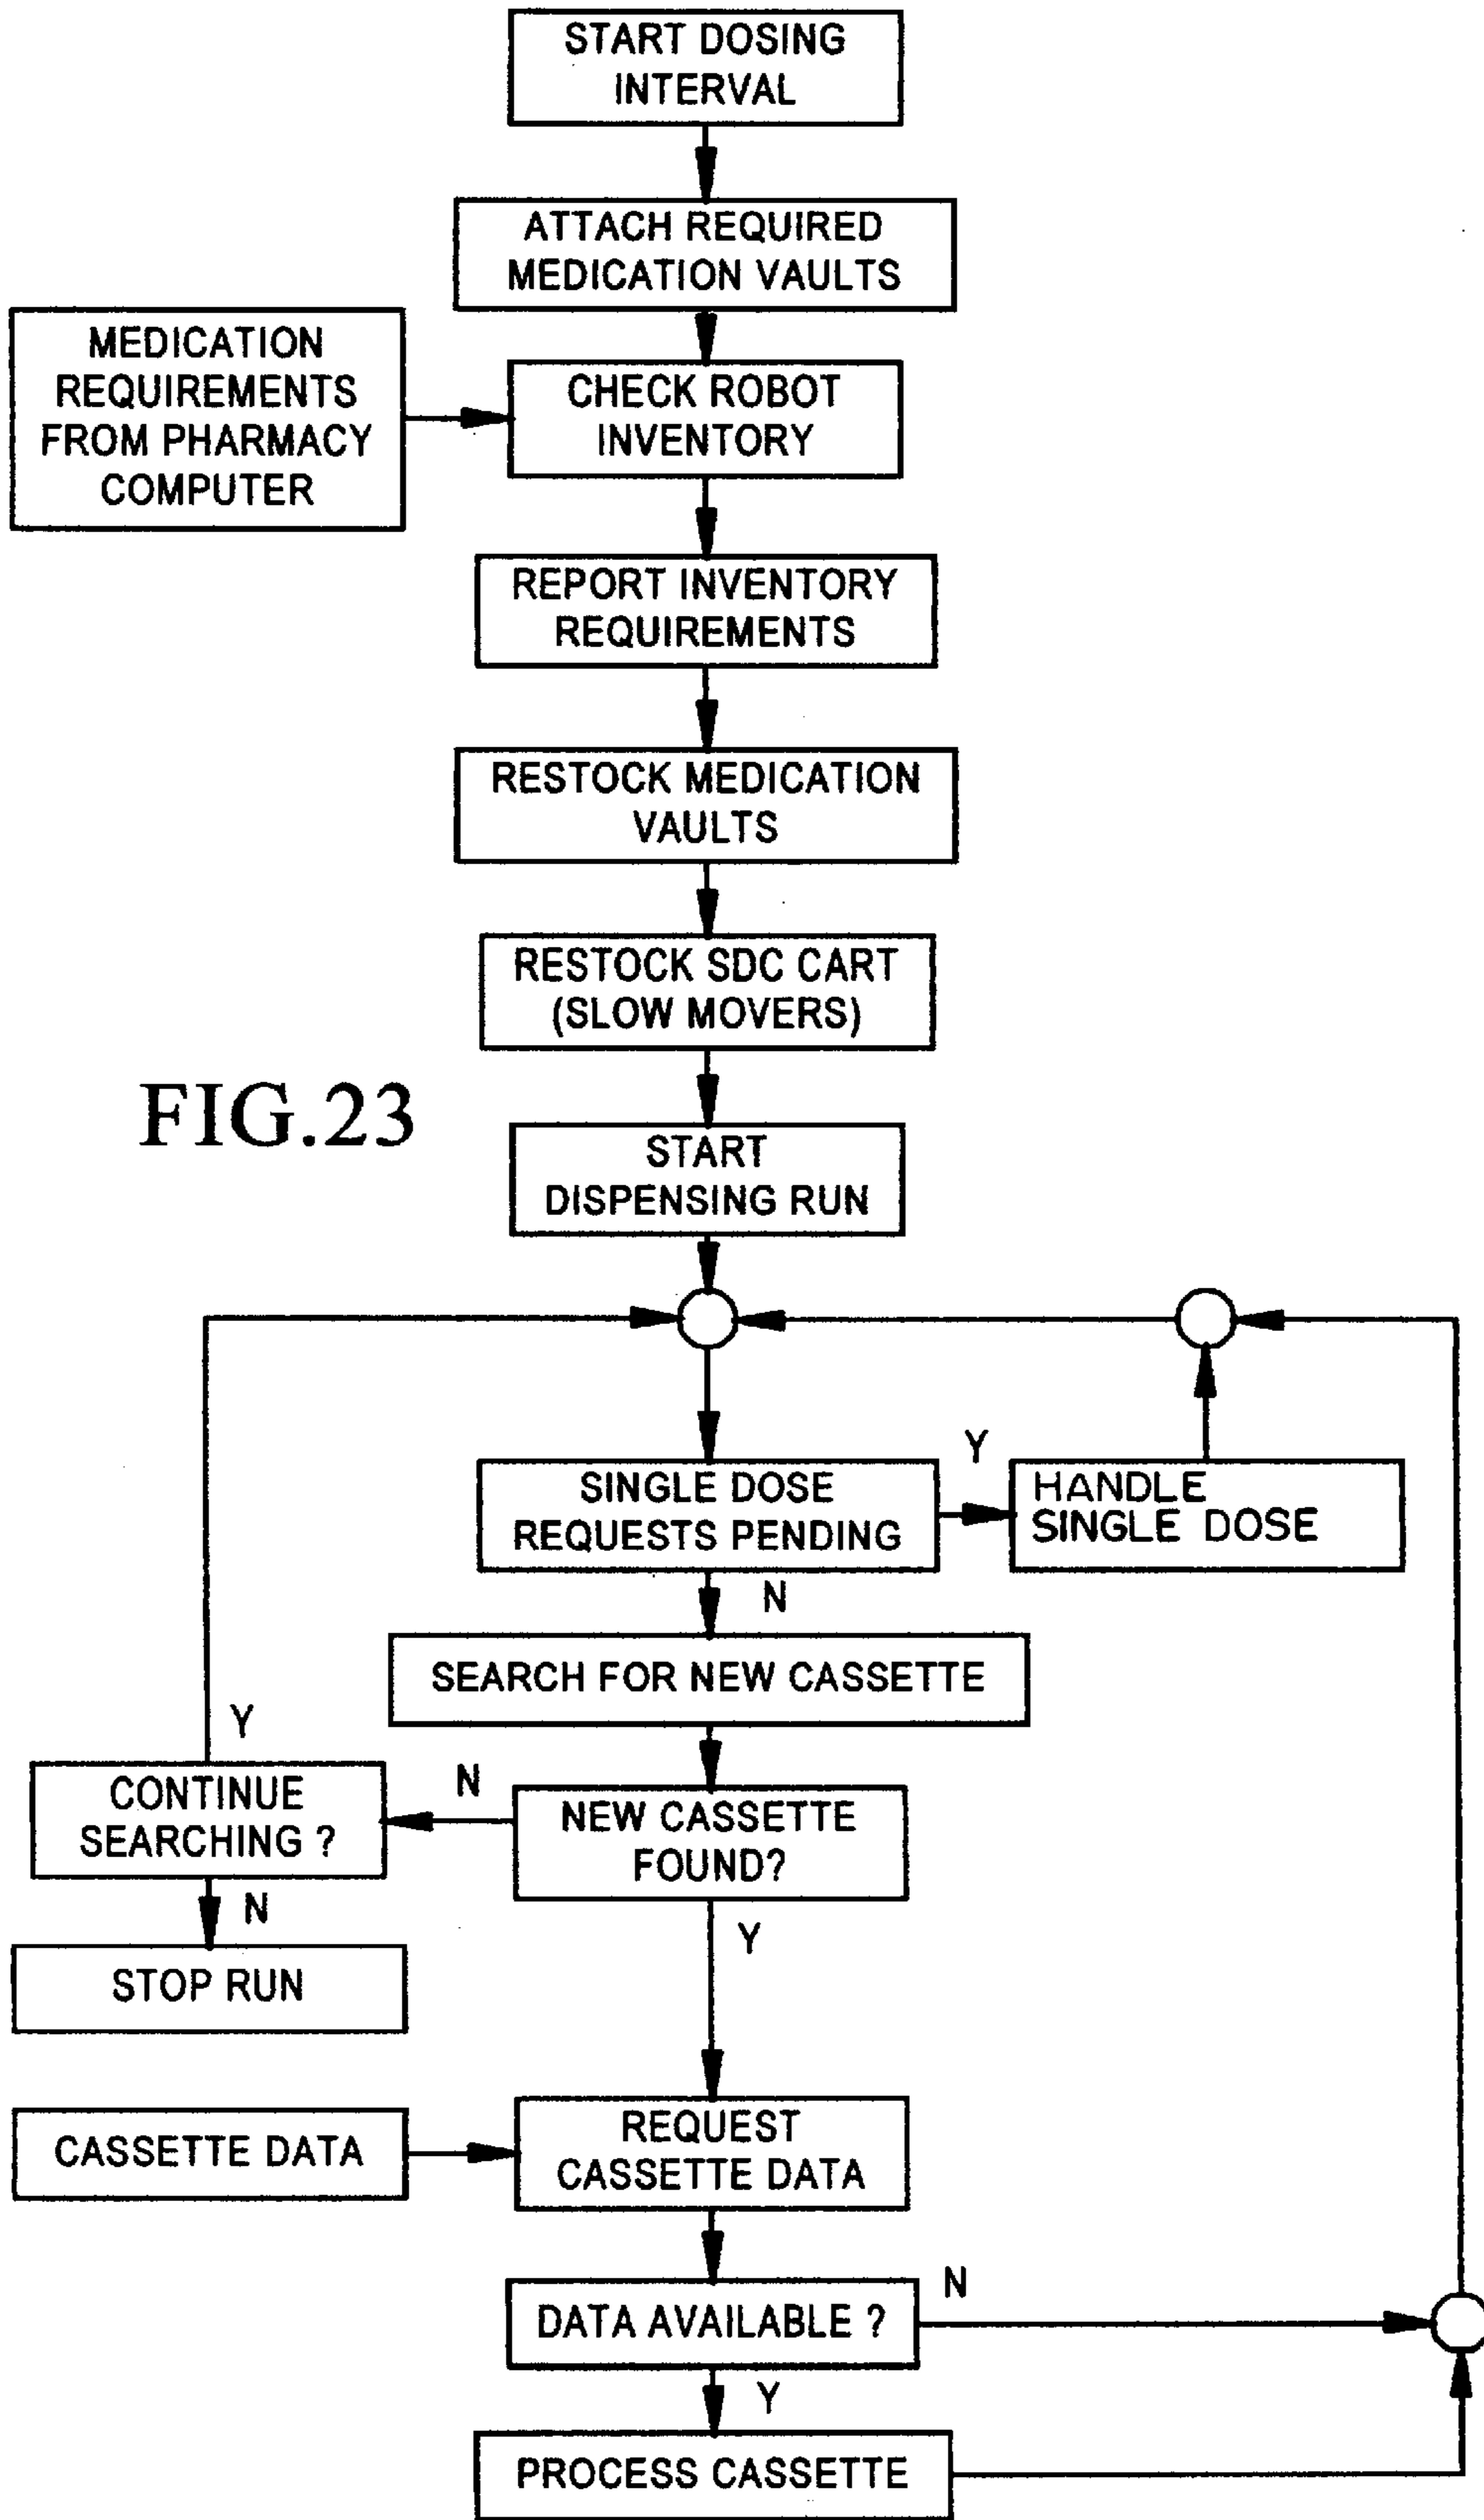 START DOSING
INTERVAL
ATTACH REQUIRED
MEDICATION VAULTS
MEDICATION
REQUIREMENTS
FROM PHARMACY
COMPUTER
CHECK ROBOT
INVENTORY
REPORT INVENTORY
REQUIREMENTS
RESTOCK MEDICATION
VAULTS
RESTOCK SDC CART
(SLOW MOVERS)
FIG.23
START
DISPENSING RUN
SINGLE DOSE
REQUESTS PENDING
Y
HANDLE
SINGLE DOSE
N
SEARCH FOR NEW CASSETTE
Y
CONTINUE
SEARCHING ?
N
NEW CASSETTE
FOUND?
N
Y
STOP RUN
CASSETTE DATA
REQUEST
CASSETTE DATA
DATA AVAILABLE ?
N
Y
PROCESS CASSETTE